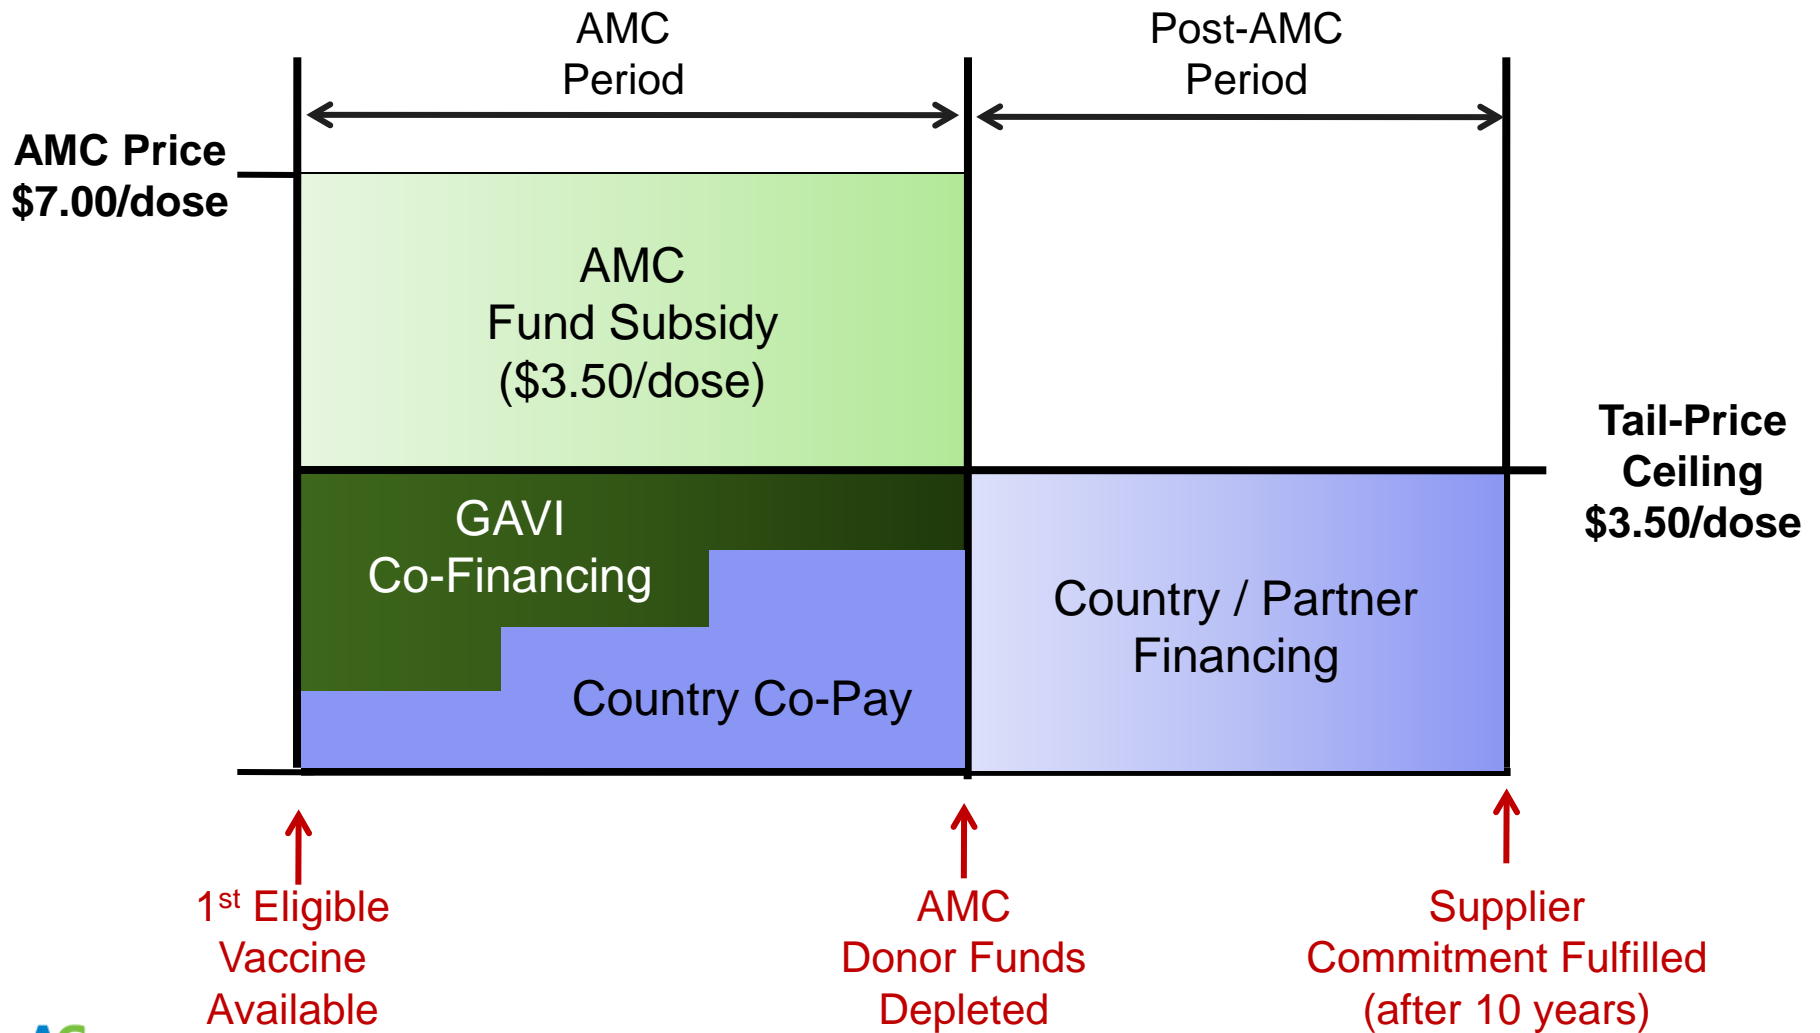 AMC
Period
Post-AMC
Period
AMC Price
$7.00/dose
AMC
Fund Subsidy
($3.50/dose)
Tail-Price
Ceiling
$3.50/dose
GAVI
Co-Financing
Country Co-Pay
Country / Partner
Financing
1st Eligible
Vaccine
Available
AMC
Donor Funds
Depleted
Supplier
Commitment Fulfilled
(after 10 years)